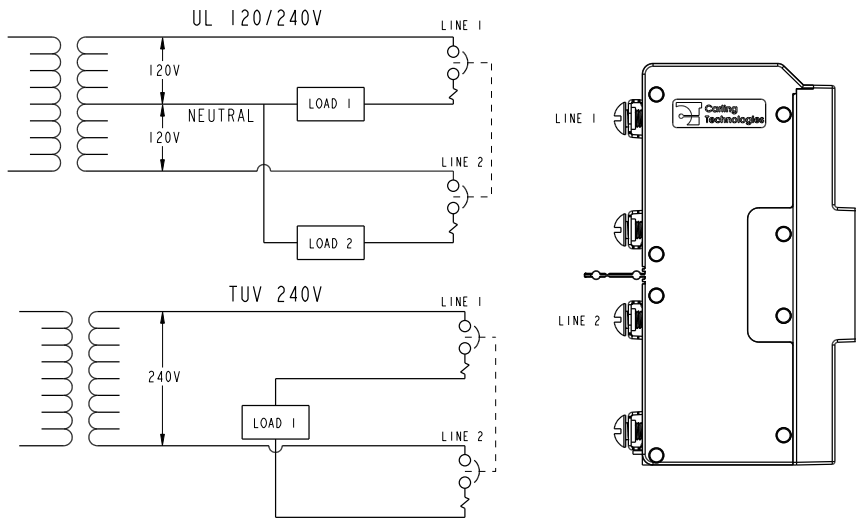 UL 120/240V
LINE 1
120V
LOAD 1
NEUTRAL
120V
LINE 2
LOAD 2
TUV 240V
LINE 1
240V
LOAD 1
LINE 2
LINE 1
Carling
Technologies
LINE 2